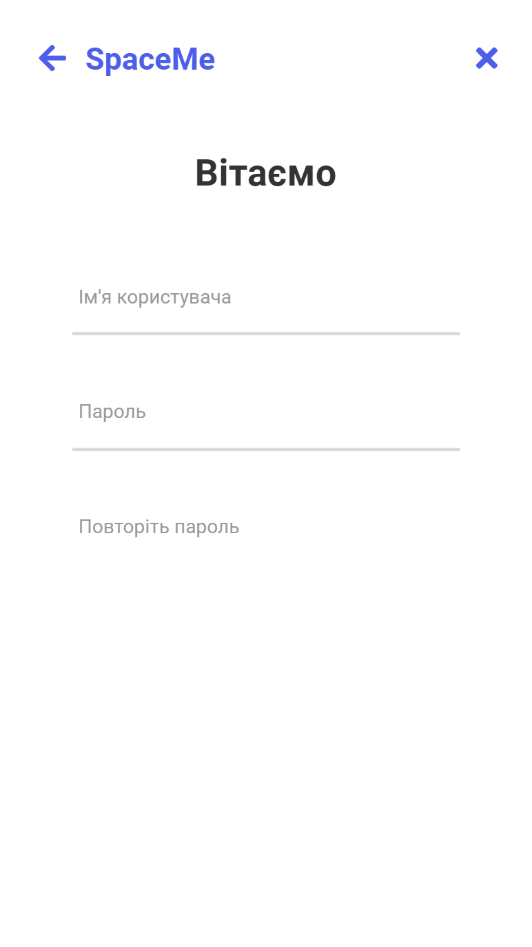 SpaceMe
Вітаємо
Ім'я користувача
Пароль
Повторіть пароль